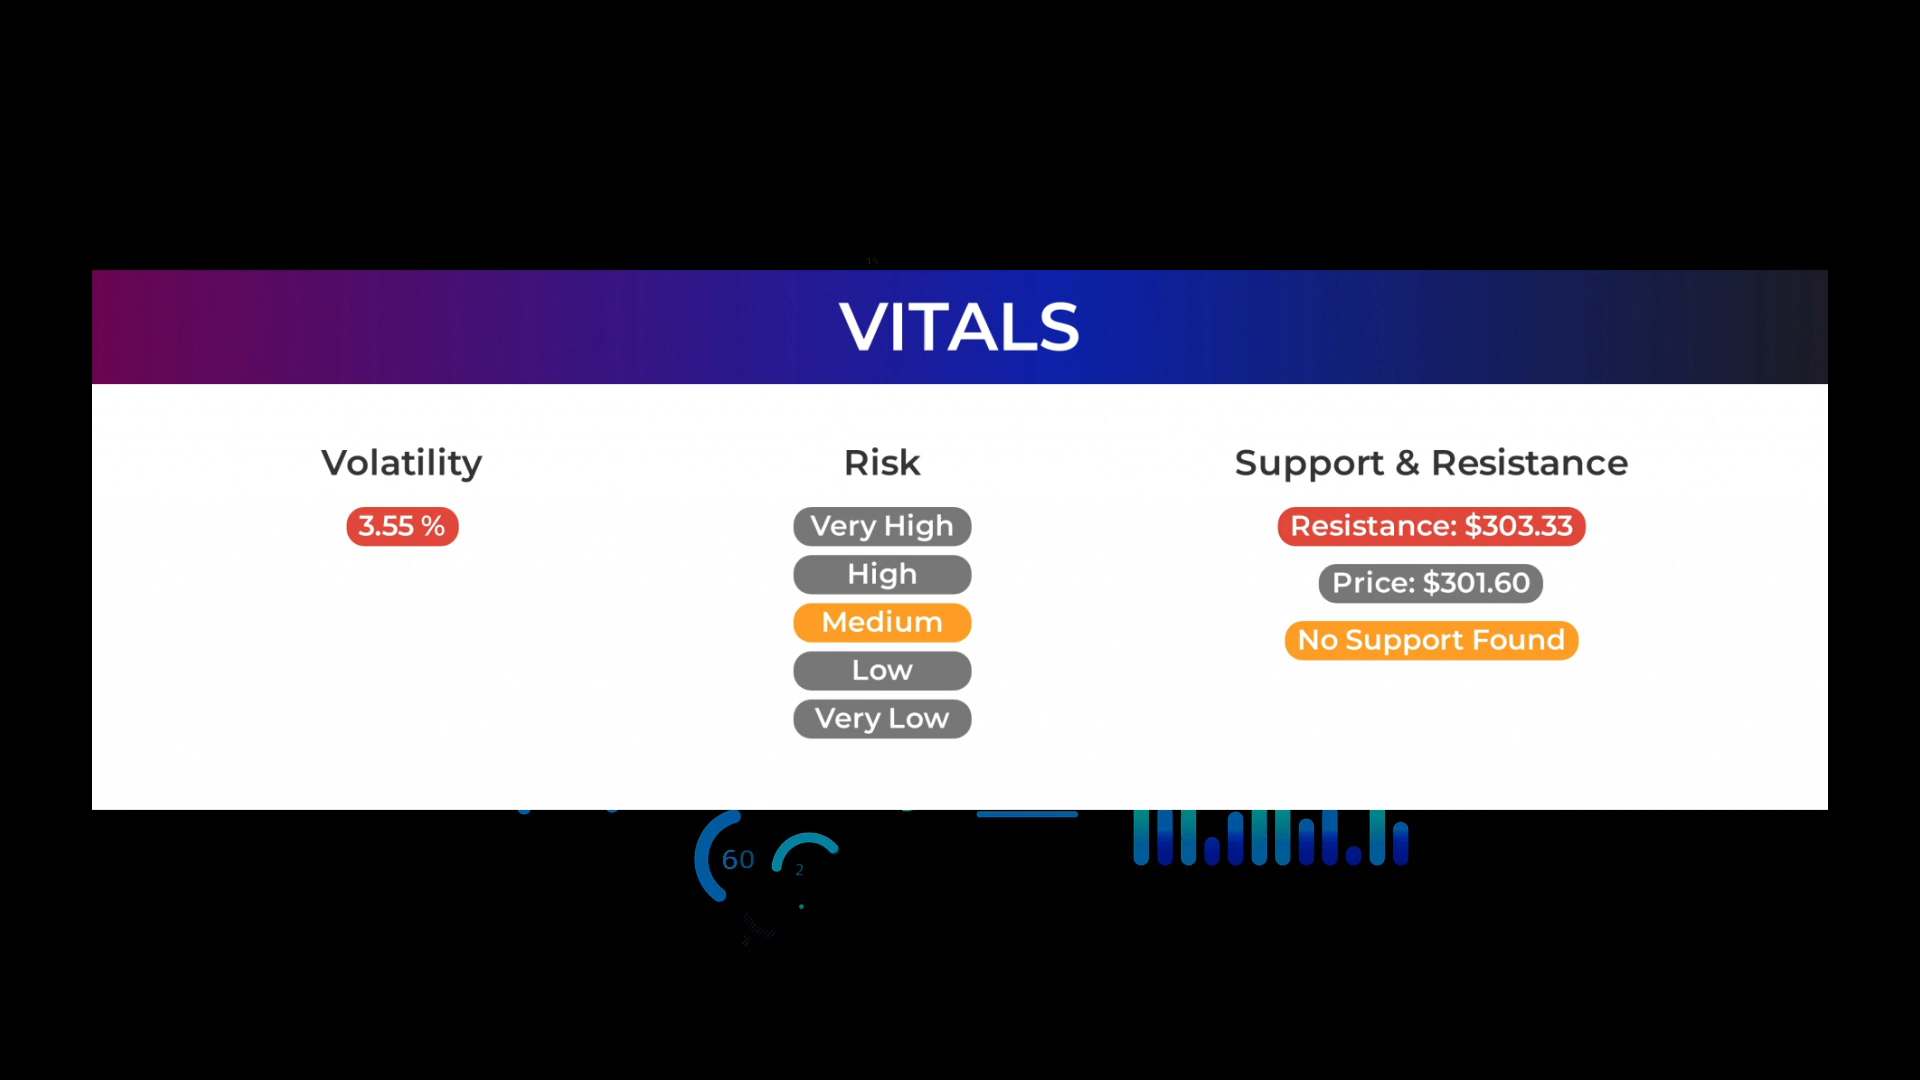 VITALS
Volatility
3.55 %
Risk
Very High
High
Medium
Low
Very Low
Support & Resistance
Resistance: $303.33
Price: $301.60
No Support Found
60
2